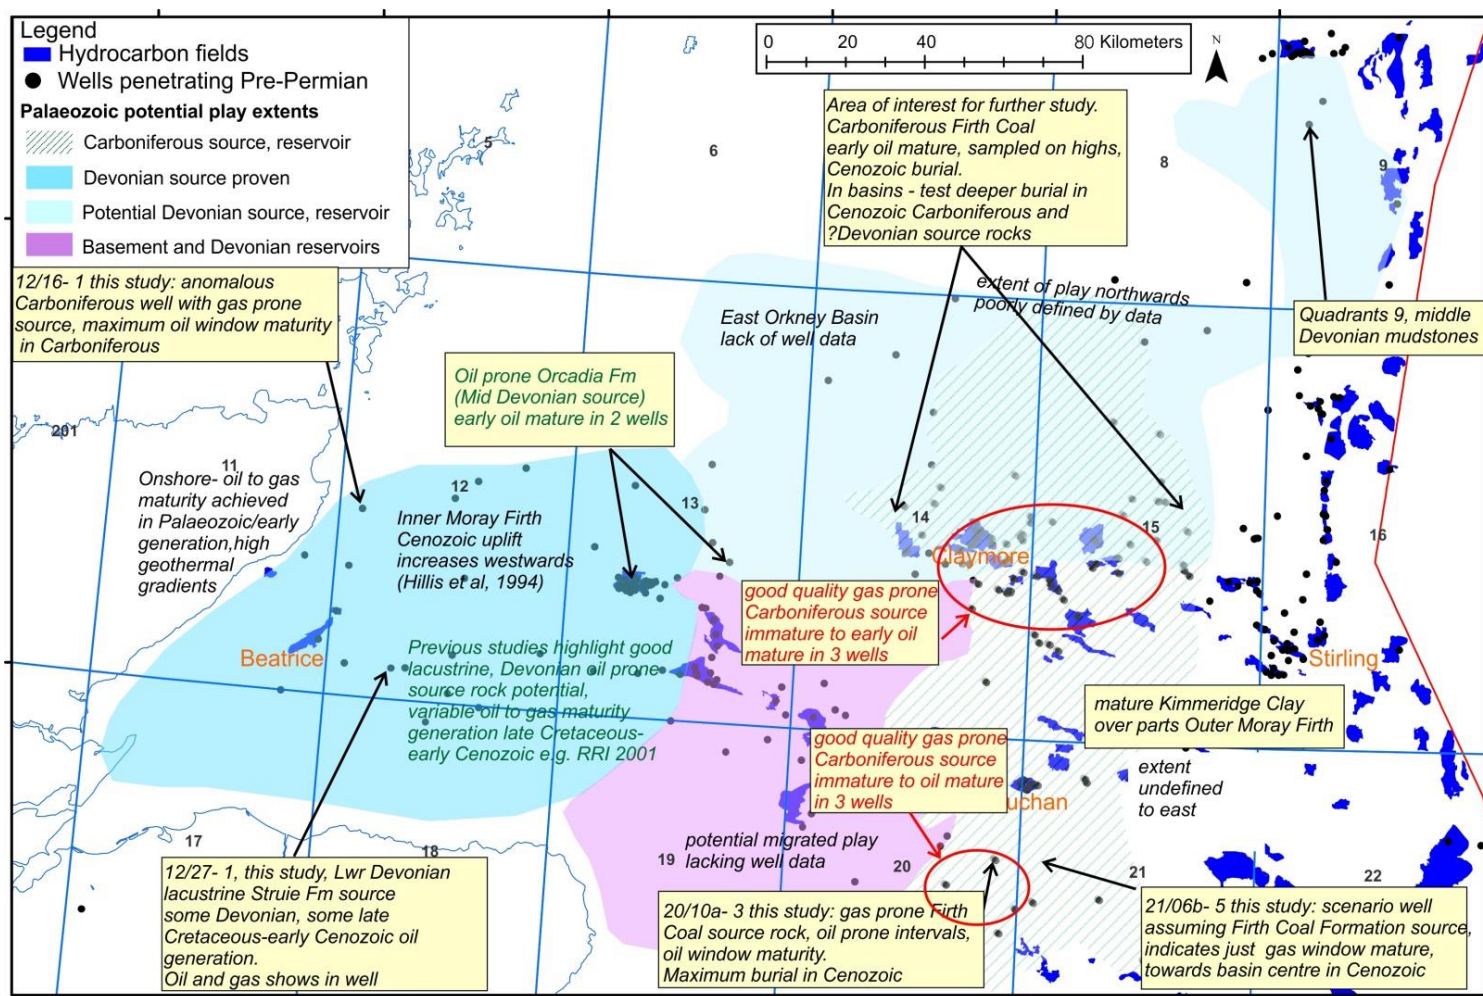 Legend
Hydrocarbon fields
Wells penetrating Pre-Permian
Palaeozoic potential play extents
Carboniferous source, reservoir
Devonian source proven
Potential Devonian source, reservoir
Basement and Devonian reservoirs
0 20 40 80 Kilometers
N
5
6
8
9
Area of interest for further study.
Carboniferous Firth Coal
early oil mature, sampled on highs,
Cenozoic burial.
In basins - test deeper burial in
Cenozoic Carboniferous and
?Devonian source rocks
12/16- 1 this study: anomalous
Carboniferous well with gas prone
source, maximum oil window maturity
in Carboniferous
extent of play northwards
poorly defined by data
East Orkney Basin
lack of well data
Quadrants 9, middle
Devonian mudstones
Oil prone Orcadia Fm
(Mid Devonian source)
early oil mature in 2 wells
201
11
Onshore- oil to gas
maturity achieved
in Palaeozoic/early
generation,high
geothermal
gradients
12
13
14
15
16
Inner Moray Firth
Cenozoic uplift
increases westwards
(Hillis et al, 1994)
Claymore
good quality gas prone
Carboniferous source
immature to early oil
mature in 3 wells
Beatrice
Previous studies highlight good
lacustrine, Devonian oil prone
source rock potential,
variable oil to gas maturity
generation late Cretaceous-
early Cenozoic e.g. RRI 2001
Stirling
mature Kimmeridge Clay
over parts Outer Moray Firth
good quality gas prone
Carboniferous source
immature to oil mature
in 3 wells
uchan
extent
undefined
to east
17
18
19
20
21
22
potential migrated play
lacking well data
12/27- 1, this study, Lwr Devonian
lacustrine Struie Fm source
some Devonian, some late
Cretaceous-early Cenozoic oil
generation.
Oil and gas shows in well
20/10a- 3 this study: gas prone Firth
Coal source rock, oil prone intervals,
oil window maturity.
Maximum burial in Cenozoic
21/06b- 5 this study: scenario well
assuming Firth Coal Formation source,
indicates just gas window mature,
towards basin centre in Cenozoic